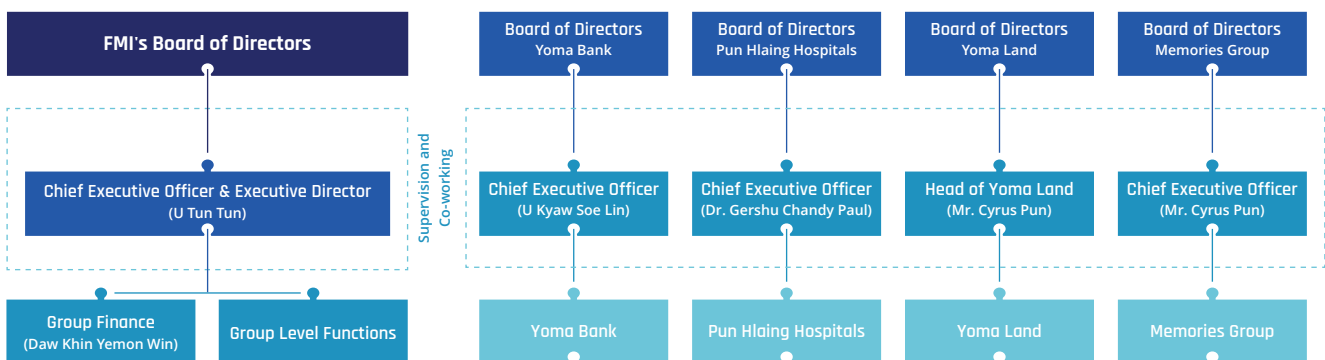 FMI's Board of Directors
Board of Directors
Yoma Bank
Board of Directors
Pun Hlaing Hospitals
Board of Directors
Yoma Land
Board of Directors
Memories Group
Chief Executive Officer & Executive Director
(U Tun Tun)
Supervision and
Co-working
Chief Executive Officer
(U Kyaw Soe Lin)
Chief Executive Officer
(Dr. Gershu Chandy Paul)
Head of Yoma Land
(Mr. Cyrus Pun)
Chief Executive Officer
(Mr. Cyrus Pun)
Group Finance
(Daw Khin Yemon Win)
Group Level Functions
Yoma Bank
Pun Hlaing Hospitals
Yoma Land
Memories Group